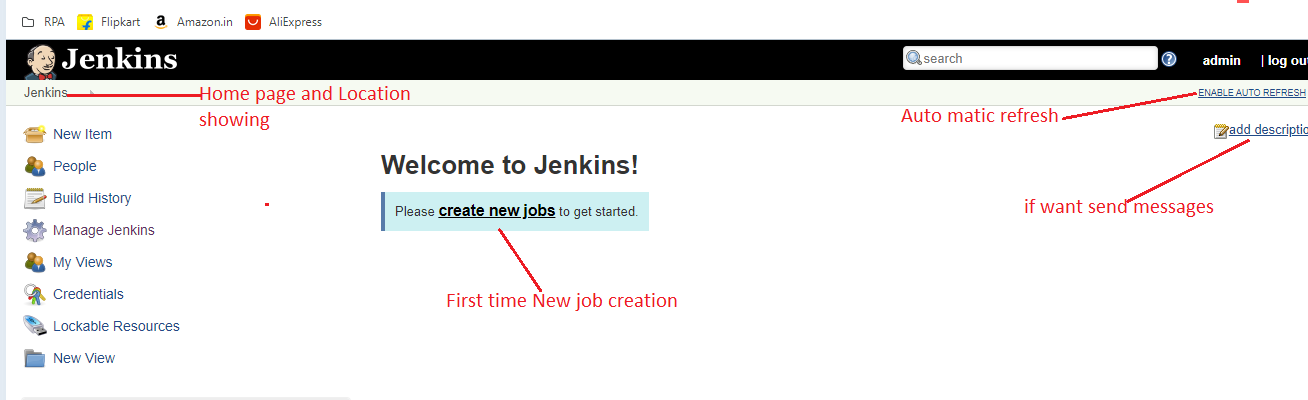 RPA Flipkart Amazon.in AliExpress
Jenkins
search
admin | log ou
Jenkins
Home page and Location
showing
ENABLE AUTO REFRESH
Auto matic refresh
add descriptio
New Item
People
Build History
Manage Jenkins
My Views
Credentials
Lockable Resources
New View
Welcome to Jenkins!
Please create new jobs to get started.
if want send messages
First time New job creation